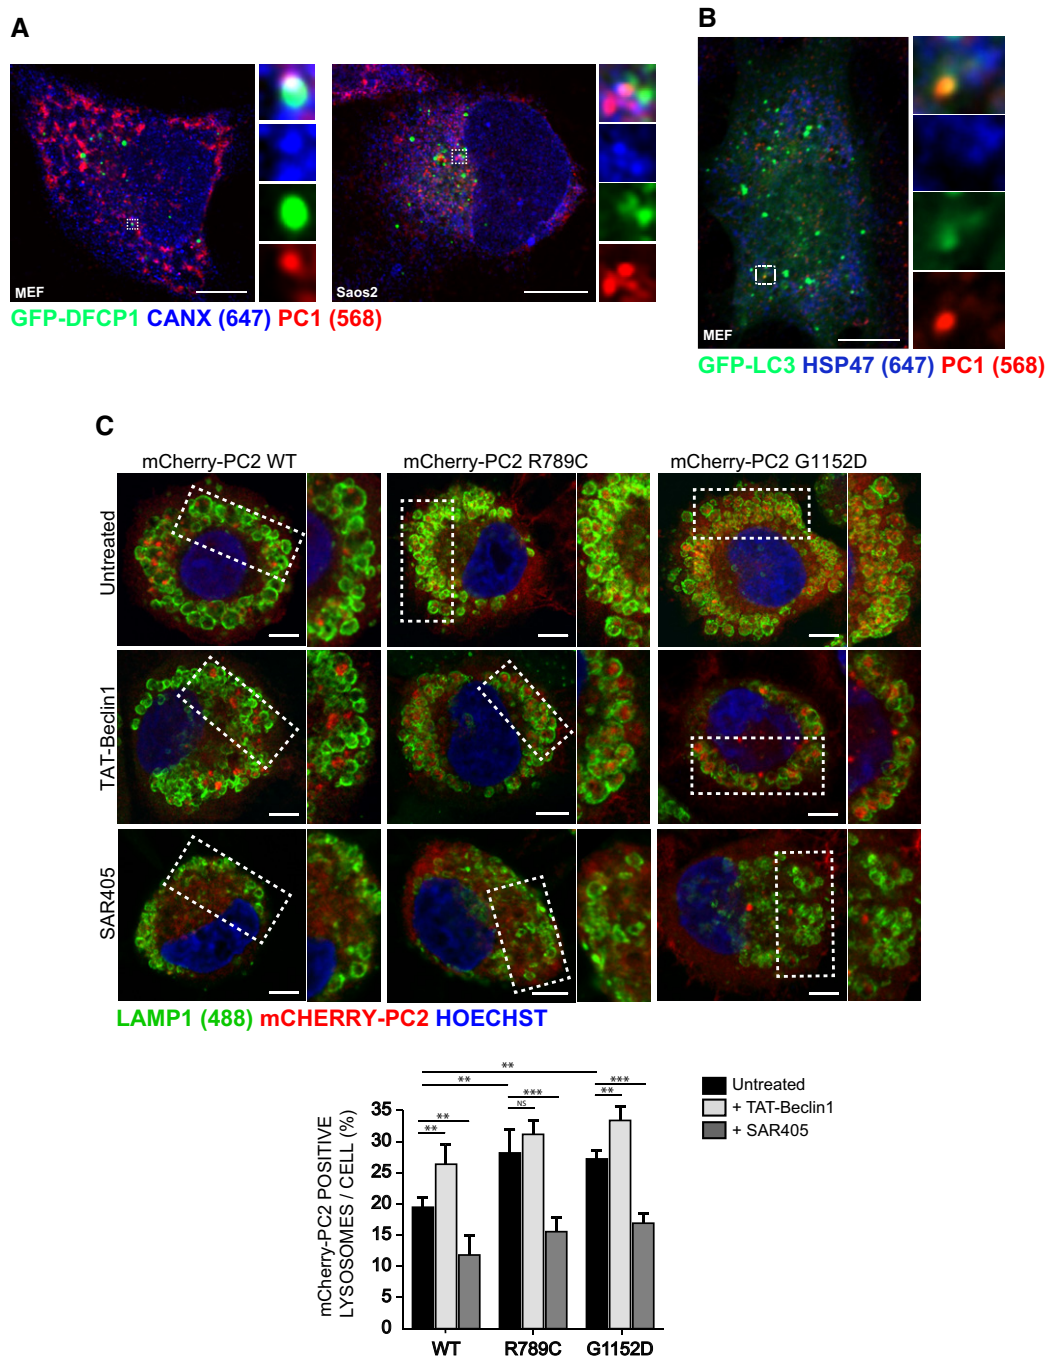 A
B
MEF
Saos2
GFP-DFCP1 CANX (647) PC1 (568)
MEF
GFP-LC3 HSP47 (647) PC1 (568)
C
mCherry-PC2 WT
mCherry-PC2 R789C
mCherry-PC2 G1152D
Untreated
TAT-Beclin1
SAR405
LAMP1 (488) mCHERRY-PC2 HOECHST
mCherry-PC2 POSITIVE
LYSOSOMES / CELL (%)
35
30
25
20
15
10
5
0
**
**
**
**
***
NS
***
**
WT
R789C
G1152D
Untreated
+ TAT-Beclin1
+ SAR405